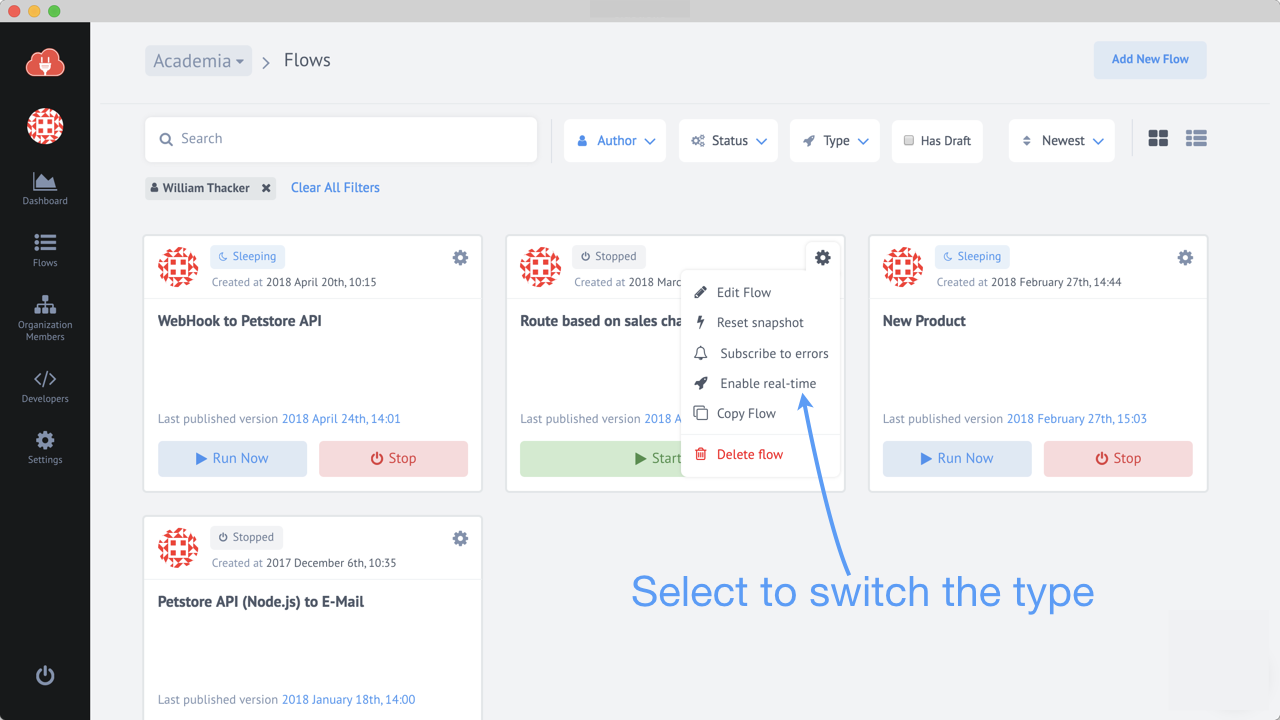 Academia > Flows
Add New Flow
Search
Author
Status
Type
Has Draft
Newest
William Thacker
Clear All Filters
Dashboard
Flows
Organization
Members
Developers
Settings
Sleeping
Created at 2018 April 20th, 10:15
WebHook to Petstore API
Last published version 2018 April 24th, 14:01
Run Now
Stop
Stopped
Created at 2018 Marc
Route based on sales cha
Last published version 2018 A
Start
Edit Flow
Reset snapshot
Subscribe to errors
Enable real-time
Copy Flow
Delete flow
Sleeping
Created at 2018 February 27th, 14:44
New Product
Last published version 2018 February 27th, 15:03
Run Now
Stop
Stopped
Created at 2017 December 6th, 10:35
Petstore API (Node.js) to E-Mail
Last published version 2018 January 18th, 14:00
Select to switch the type